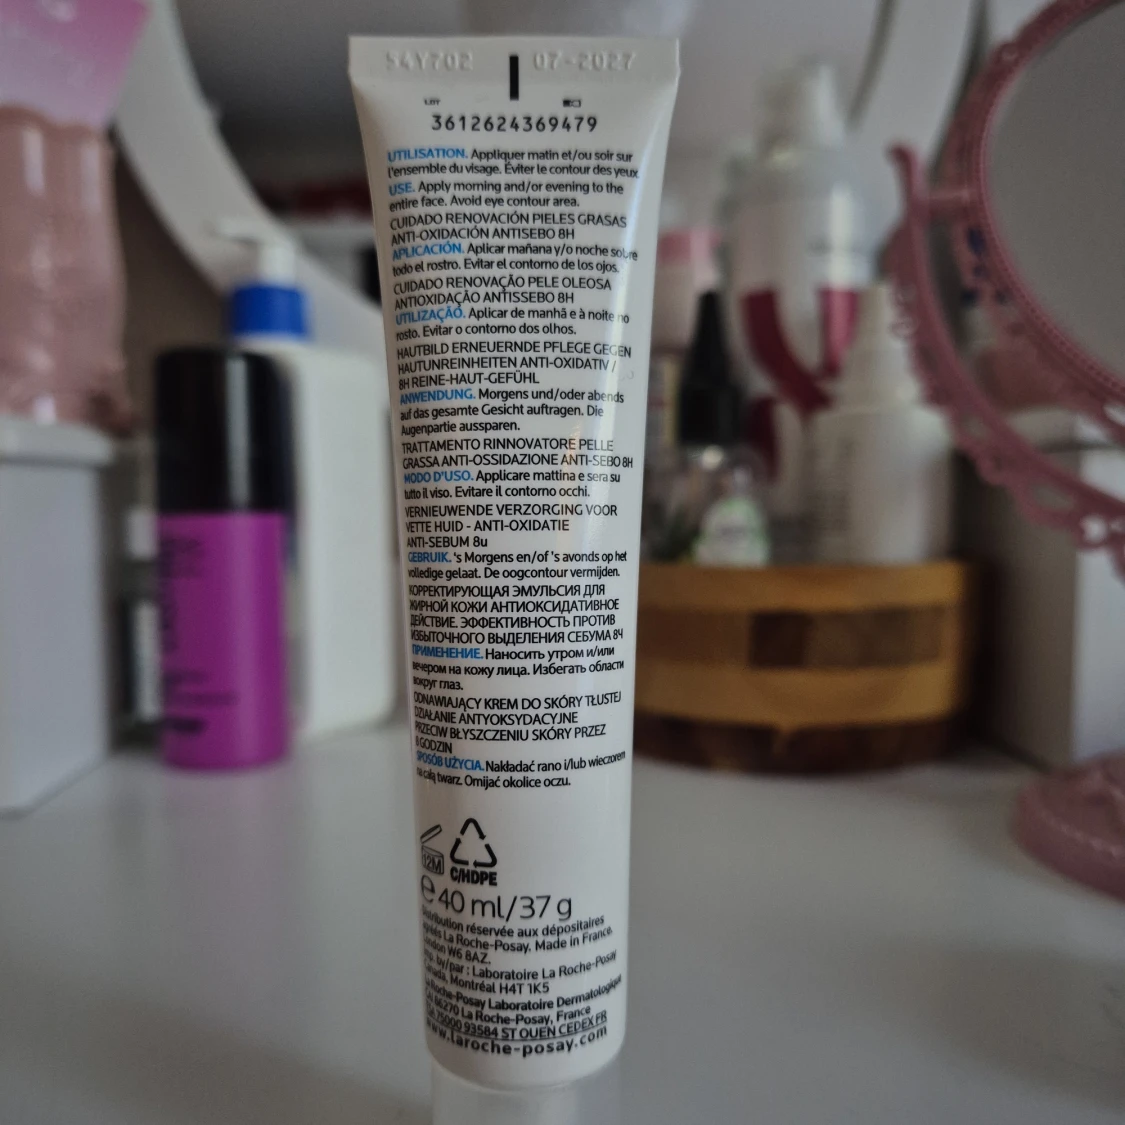 54Y702 07-2027
LOT
3612624369479
UTILISATION. Appliquer matin et/ou soir sur
l'ensemble du visage. Éviter le contour des yeux.
USE. Apply morning and/or evening to the
entire face. Avoid eye contour area.
CUIDADO RENOVACIÓN PIELES GRASAS
ANTI-OXIDACIÓN ANTISEBO 8H
APLICACIÓN. Aplicar mañana y/o noche sobre
todo el rostro. Evitar el contorno de los ojos.
CUIDADO RENOVAÇÃO PELE OLEOSA
ANTIOXIDAÇÃO ANTISSEBO 8H
UTILIZAÇÃO. Aplicar de manhã e à noite no
rosto. Evitar o contorno dos olhos.
HAUTBILD ERNEUERNDE PFLEGE GEGEN
HAUTUNREINHEITEN ANTI-OXIDATIV /
8H REINE-HAUT-GEFÜHL
ANWENDUNG. Morgens und/oder abends
auf das gesamte Gesicht auftragen. Die
Augenpartie aussparen.
TRATTAMENTO RINNOVATORE PELLE
GRASSA ANTI-OSSIDAZIONE ANTI-SEBO 8H
MODO D'USO. Applicare mattina e sera su
tutto il viso. Evitare il contorno occhi.
VERNIEUWENDE VERZORGING VOOR
VETTE HUID - ANTI-OXIDATIE
ANTI-SEBUM 8u
GEBRUIK. 's Morgens en/of 's avonds op het
volledige gelaat. De oogcontour vermijden.
КОРРЕКТИРУЮЩАЯ ЭМУЛЬСИЯ ДЛЯ
ЖИРНОЙ КОЖИ АНТИОКСИДАТИВНОЕ
ДЕЙСТВИЕ. ЭФФЕКТИВНОСТЬ ПРОТИВ
ИЗБЫТОЧНОГО ВЫДЕЛЕНИЯ СЕБУМА 8Ч
ПРИМЕНЕНИЕ. Наносить утром и/или
вечером на кожу лица. Избегать области
вокруг глаз.
ODNAWIAJĄCY KREM DO SKÓRY TŁUSTEJ
DZIAŁANIE ANTYOKSYDACYJNE
PRZECIW BŁYSZCZENIU SKÓRY PRZEZ
8 GODZIN
SPOSÓB UŻYCIA. Nakładać rano i/lub wieczorem
na całą twarz. Omijać okolice oczu.
12M
C/HDPE
e 40 ml/37 g
Distribution réservée aux dépositaires
agréés La Roche-Posay. Made in France.
London W6 8AZ.
Imp. by/par : Laboratoire La Roche-Posay
Canada, Montréal H4T 1K5
La Roche-Posay Laboratoire Dermatologique
86270 La Roche-Posay, France
75000 93584 ST OUEN CEDEX FR
www.laroche-posay.com